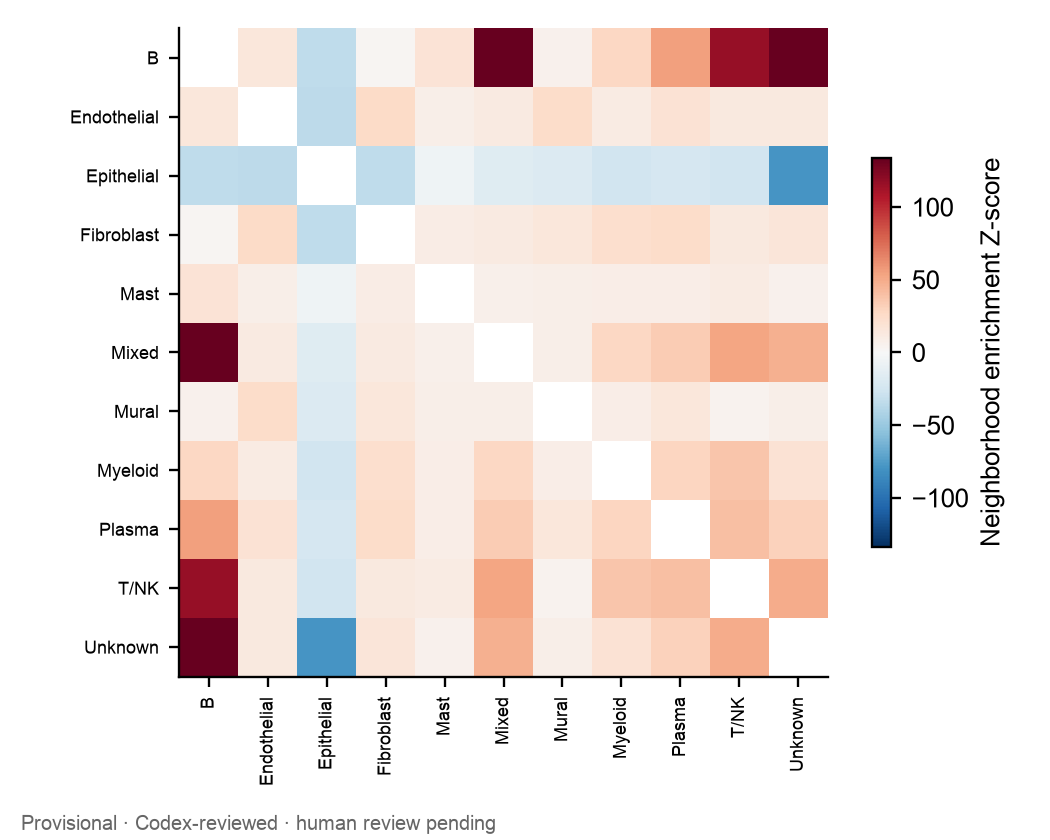 B
Endothelial
Epithelial
Fibroblast
Mast
Mixed
Mural
Myeloid
Plasma
T/NK
Unknown
B
Endothelial
Epithelial
Fibroblast
Mast
Mixed
Mural
Myeloid
Plasma
T/NK
Unknown
100
50
0
−50
−100
Neighborhood enrichment Z-score
Provisional · Codex-reviewed · human review pending